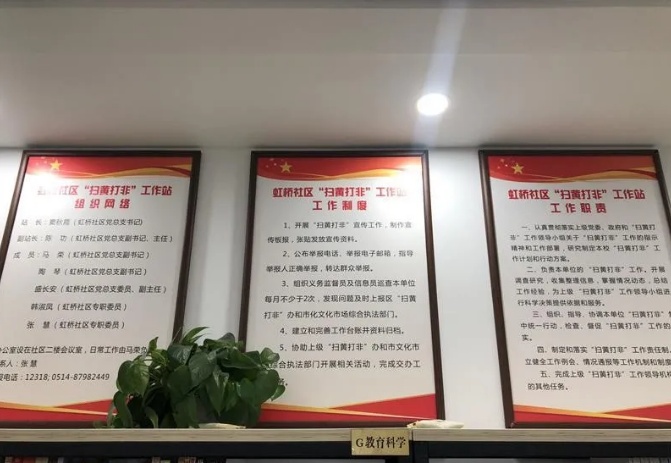 虹桥社区“扫黄打非”工作站
组织网络
站 长：
（虹桥社区党总支书记）
副站长：陈 功（虹桥社区党总支副书记、主任）
成 员：马 荣（虹桥社区党总支副书记）
陶 琴（虹桥社区党总支副书记）
盛长安（虹桥社区党总支委员、副主任）
韩淑凤（虹桥社区专职委员）
张 慧（虹桥社区专职委员）
办公室设在社区二楼会议室，日常工作由马荣负
联系人：张 慧
电话：12318; 0514-87982449
虹桥社区“扫黄打非”工作站
工作制度
1、开展“扫黄打非”宣传工作，制作宣
传板报，张贴发放宣传资料。
2、公布举报电话、举报电子邮箱，指导
举报人正确举报，转达群众举报。
3、组织义务监督员及信息员巡查本单位
每月不少于2次，发现问题及时上报区“扫黄
打非”办和市文化市场综合执法部门。
4、建立和完善工作台账并资料归档。
5、协助上级“扫黄打非”办和市文化市
场综合执法部门开展相关活动，完成交办工
虹桥社区“扫黄打非”工作站
工作职责
一、认真贯彻落实上级党委、政府和“扫黄打
非”工作领导小组关于“扫黄打非”工作的指示
精神和工作部署，研究制定本校“扫黄打非”工
作计划和行动方案。
二、负责本单位的“扫黄打非”工作，开展
调查研究，收集整理信息，掌握情况动态，总结
工作经验，为上级“扫黄打非”工作领导小组进
行科学决策提供依据和服务。
三、组织、指导、协调本单位“扫黄打非”集
中统一行动，检查、督促“扫黄打非”工作的
四、制定和落实“扫黄打非”工作责任制，
立健全工作例会、情况通报等工作机制和制度
五、完成上级“扫黄打非”工作领导机构
的其他任务。
G教育科学